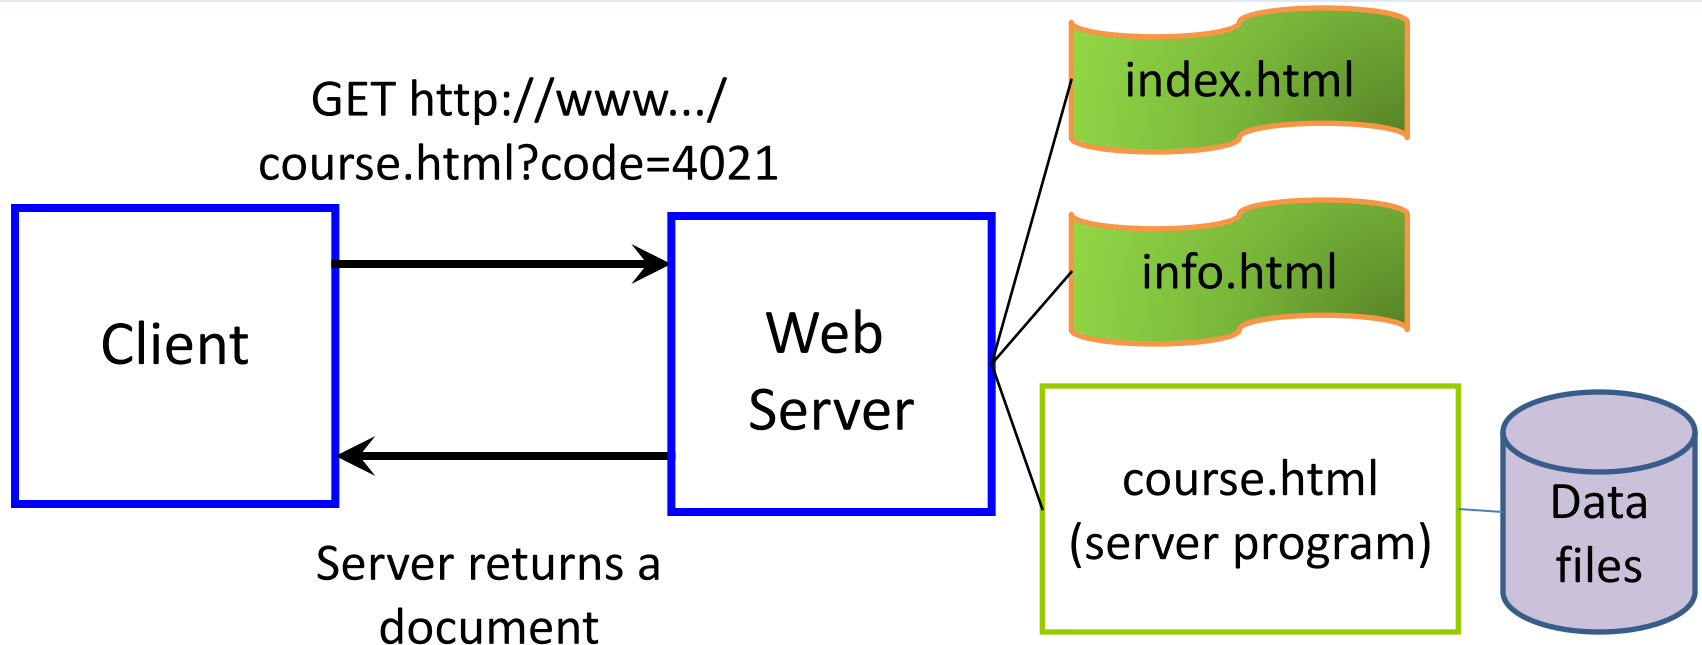 GET http://www.../
course.html?code=4021
Client
Web
Server
Server returns a
document
index.html
info.html
course.html
(server program)
Data
files